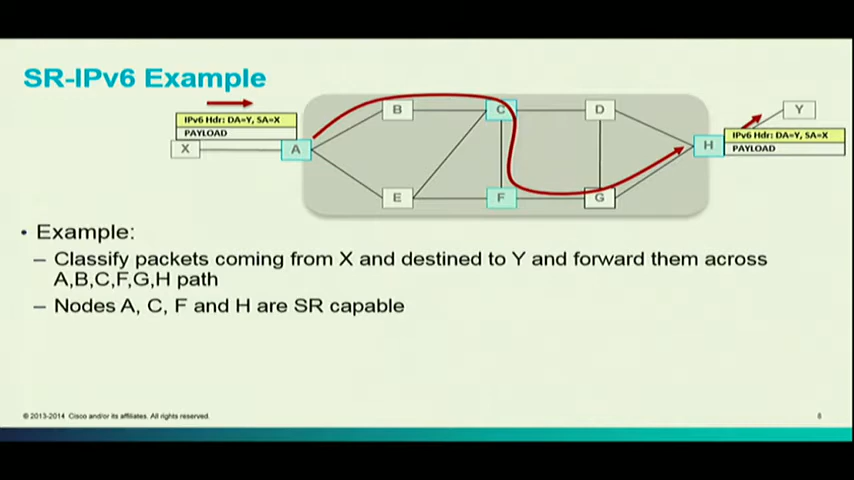 SR-IPv6 Example
IPv6 Hdr: DA=Y, SA=X
PAYLOAD
X
A
B
C
D
E
F
G
H
Y
IPv6 Hdr: DA=Y, SA=X
PAYLOAD
• Example:
– Classify packets coming from X and destined to Y and forward them across
A,B,C,F,G,H path
– Nodes A, C, F and H are SR capable
© 2013-2014 Cisco and/or its affiliates. All rights reserved.
8